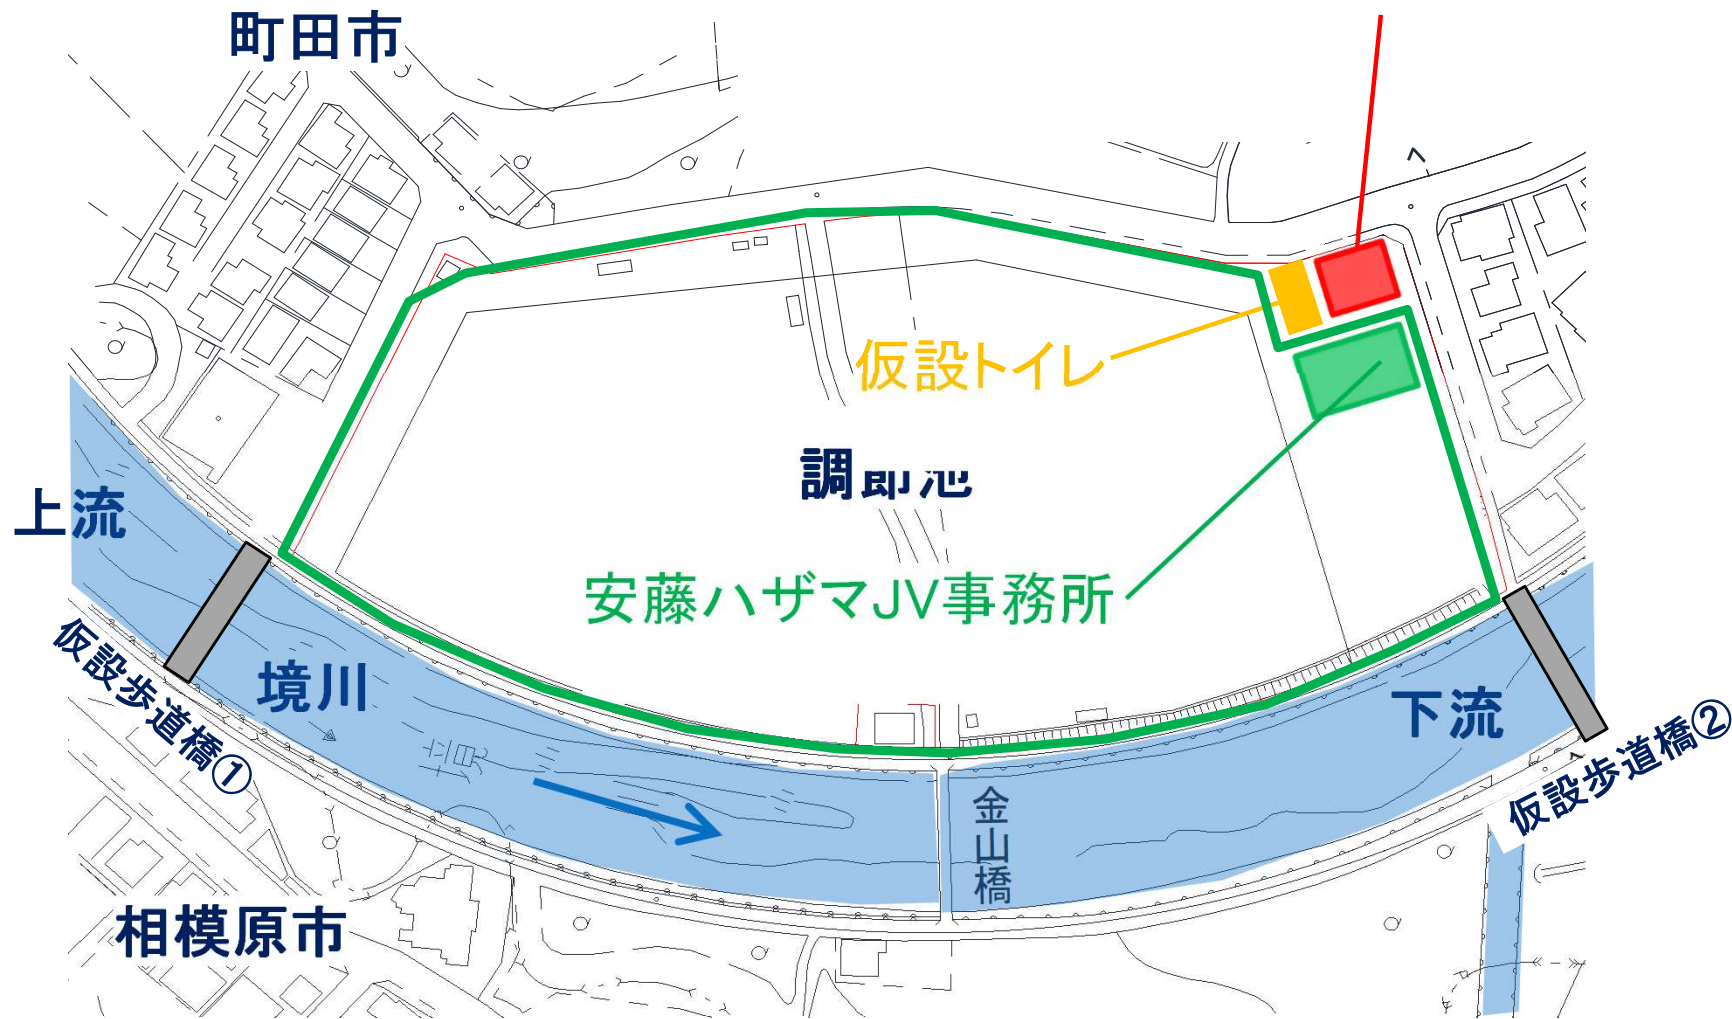 町田市
仮設トイレ
調節池
上流
安藤ハザマJV事務所
仮設歩道橋①
境川
下流
仮設歩道橋②
金山橋
相模原市